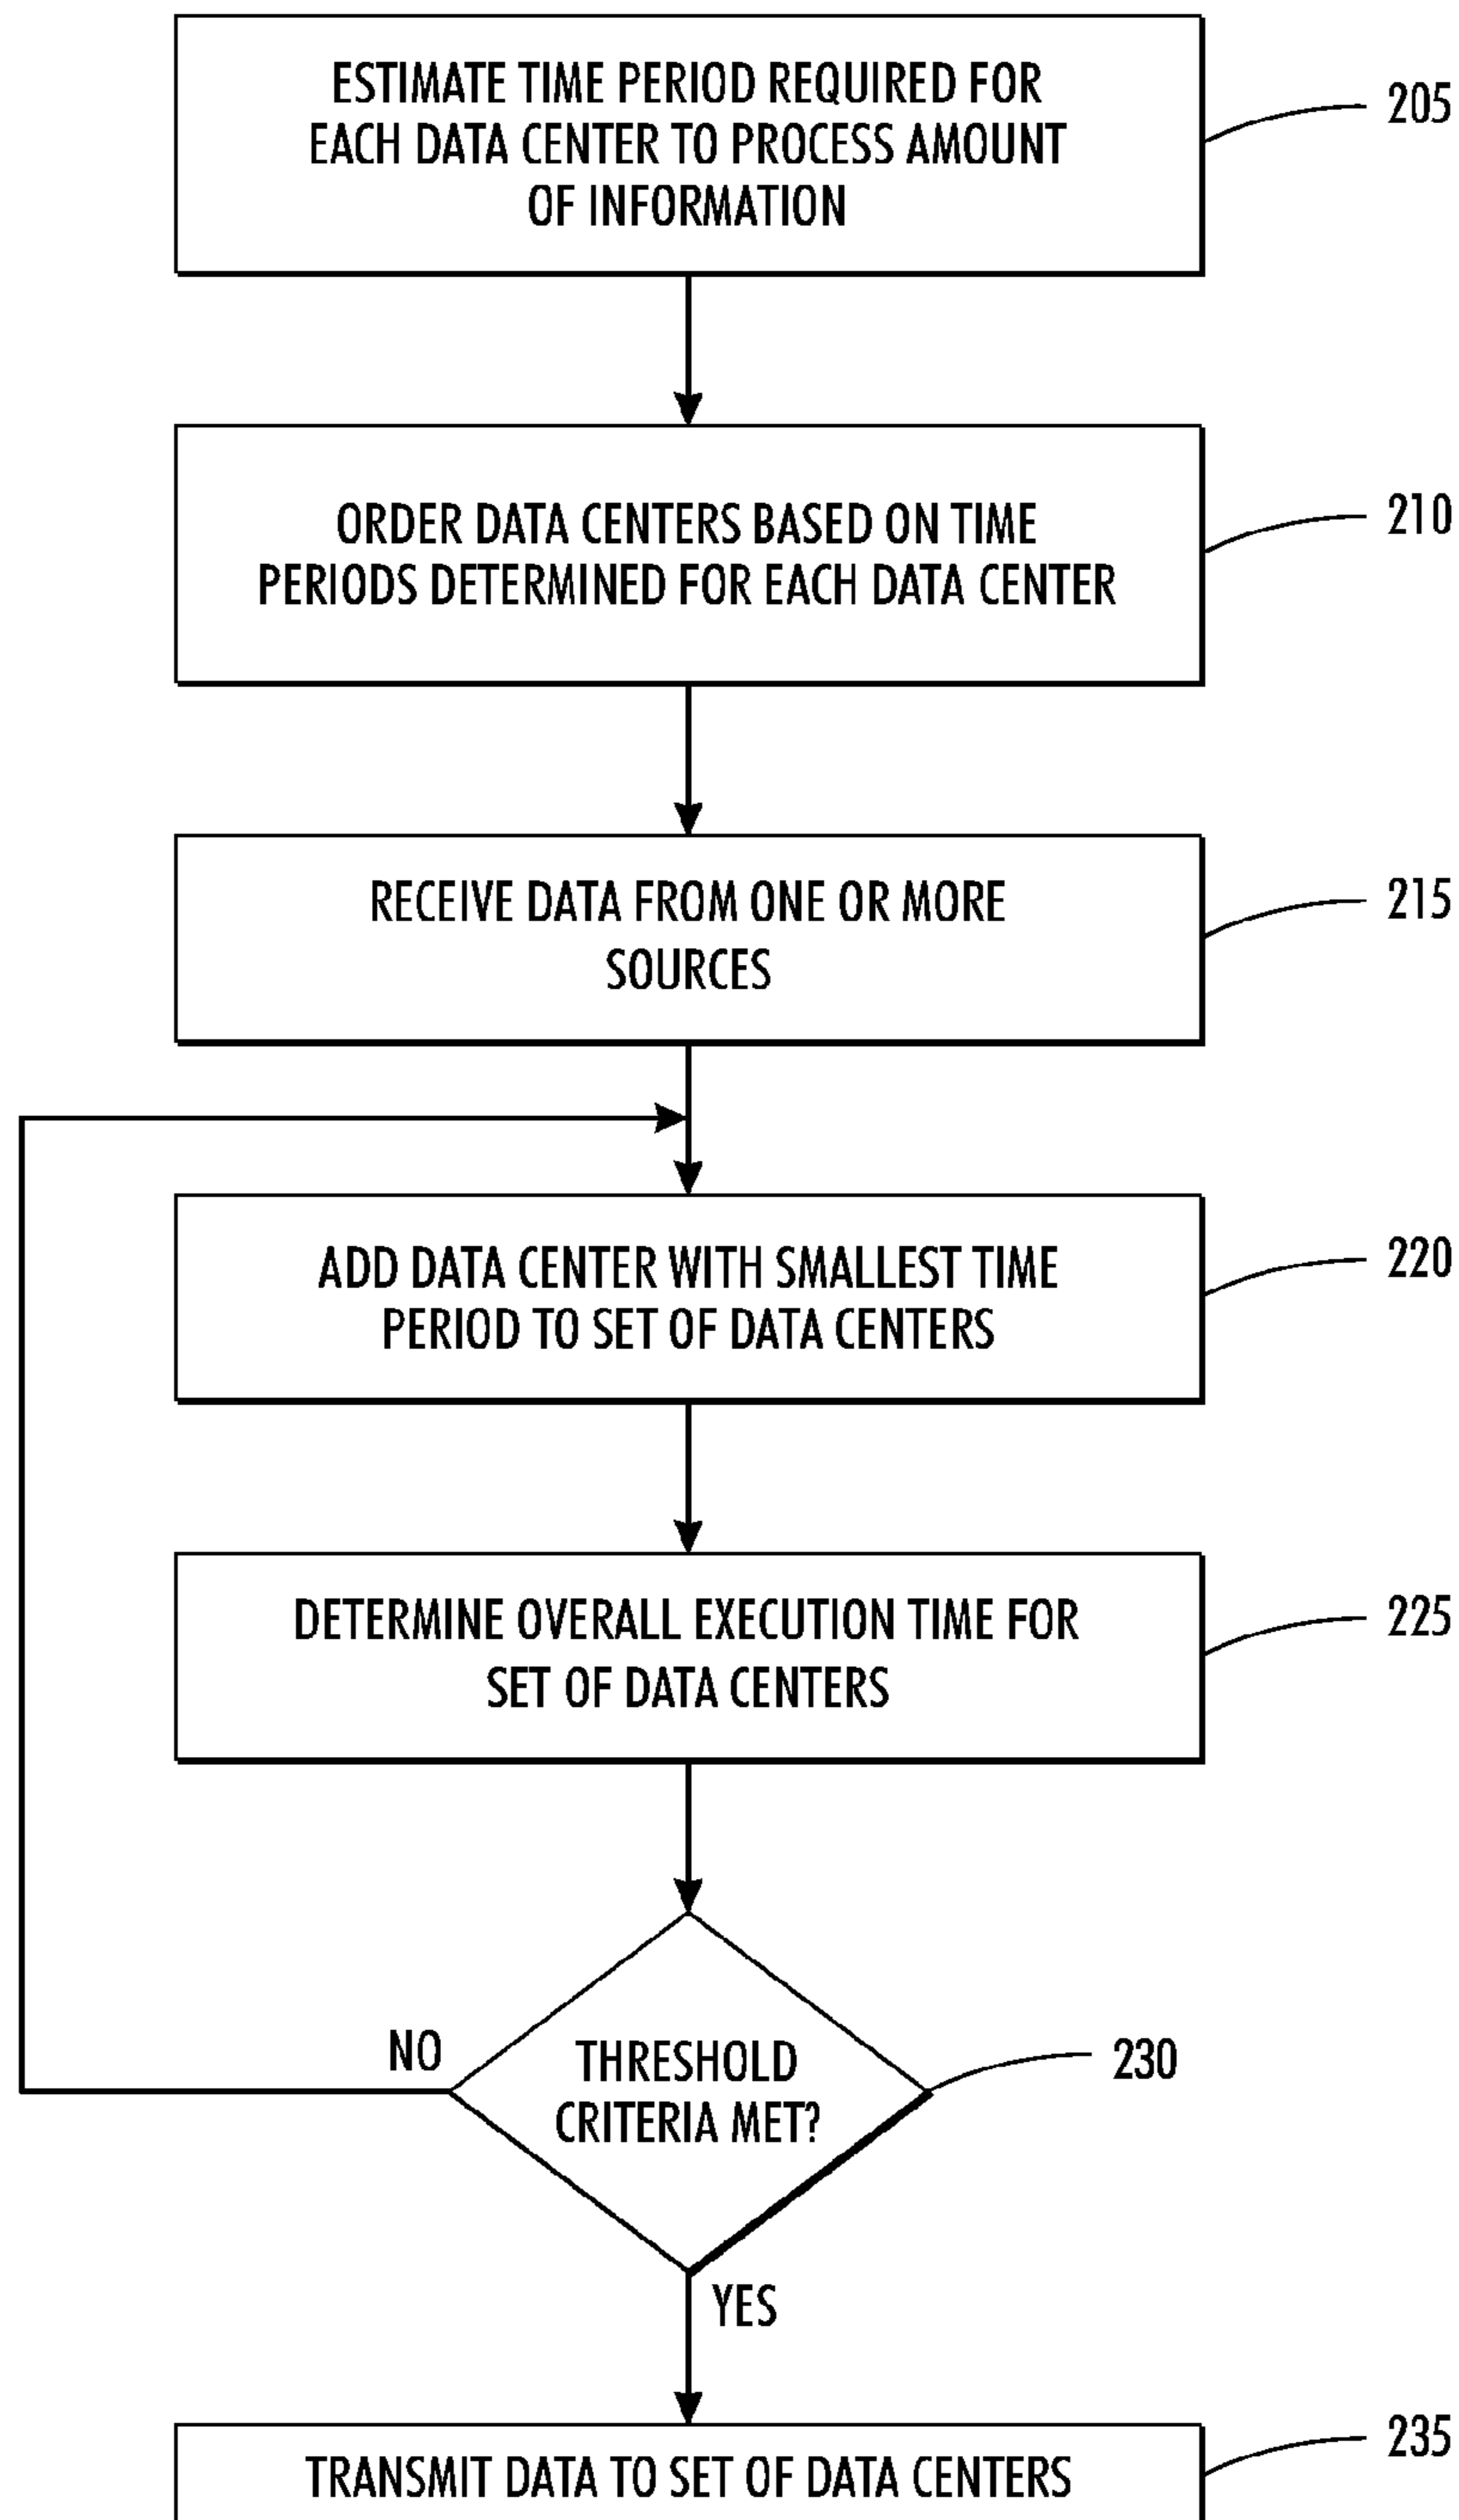 ESTIMATE TIME PERIOD REQUIRED FOR
EACH DATA CENTER TO PROCESS AMOUNT
OF INFORMATION
205
ORDER DATA CENTERS BASED ON TIME
PERIODS DETERMINED FOR EACH DATA CENTER
210
RECEIVE DATA FROM ONE OR MORE
SOURCES
215
ADD DATA CENTER WITH SMALLEST TIME
PERIOD TO SET OF DATA CENTERS
220
DETERMINE OVERALL EXECUTION TIME FOR
SET OF DATA CENTERS
225
NO
THRESHOLD
CRITERIA MET?
230
YES
TRANSMIT DATA TO SET OF DATA CENTERS
235